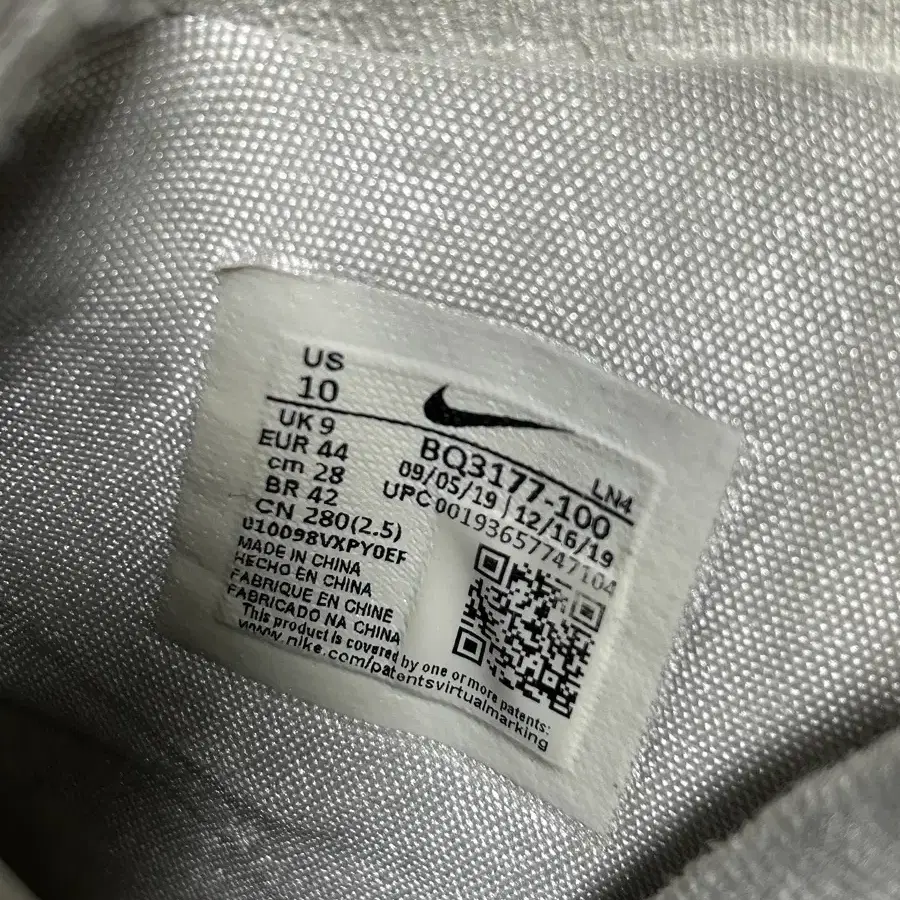 US
10
UK 9
EUR 44
cm 28
BR 42
CN 280(2.5)
010098VXPY0EF
LN4
BQ3177-100
09/05/19 | 12/16/19
UPC 00193657747104
MADE IN CHINA
HECHO EN CHINA
FABRIQUE EN CHINE
FABRICADO NA CHINA
This product is covered by one or more patents:
www.nike.com/patentsvirtualmarking